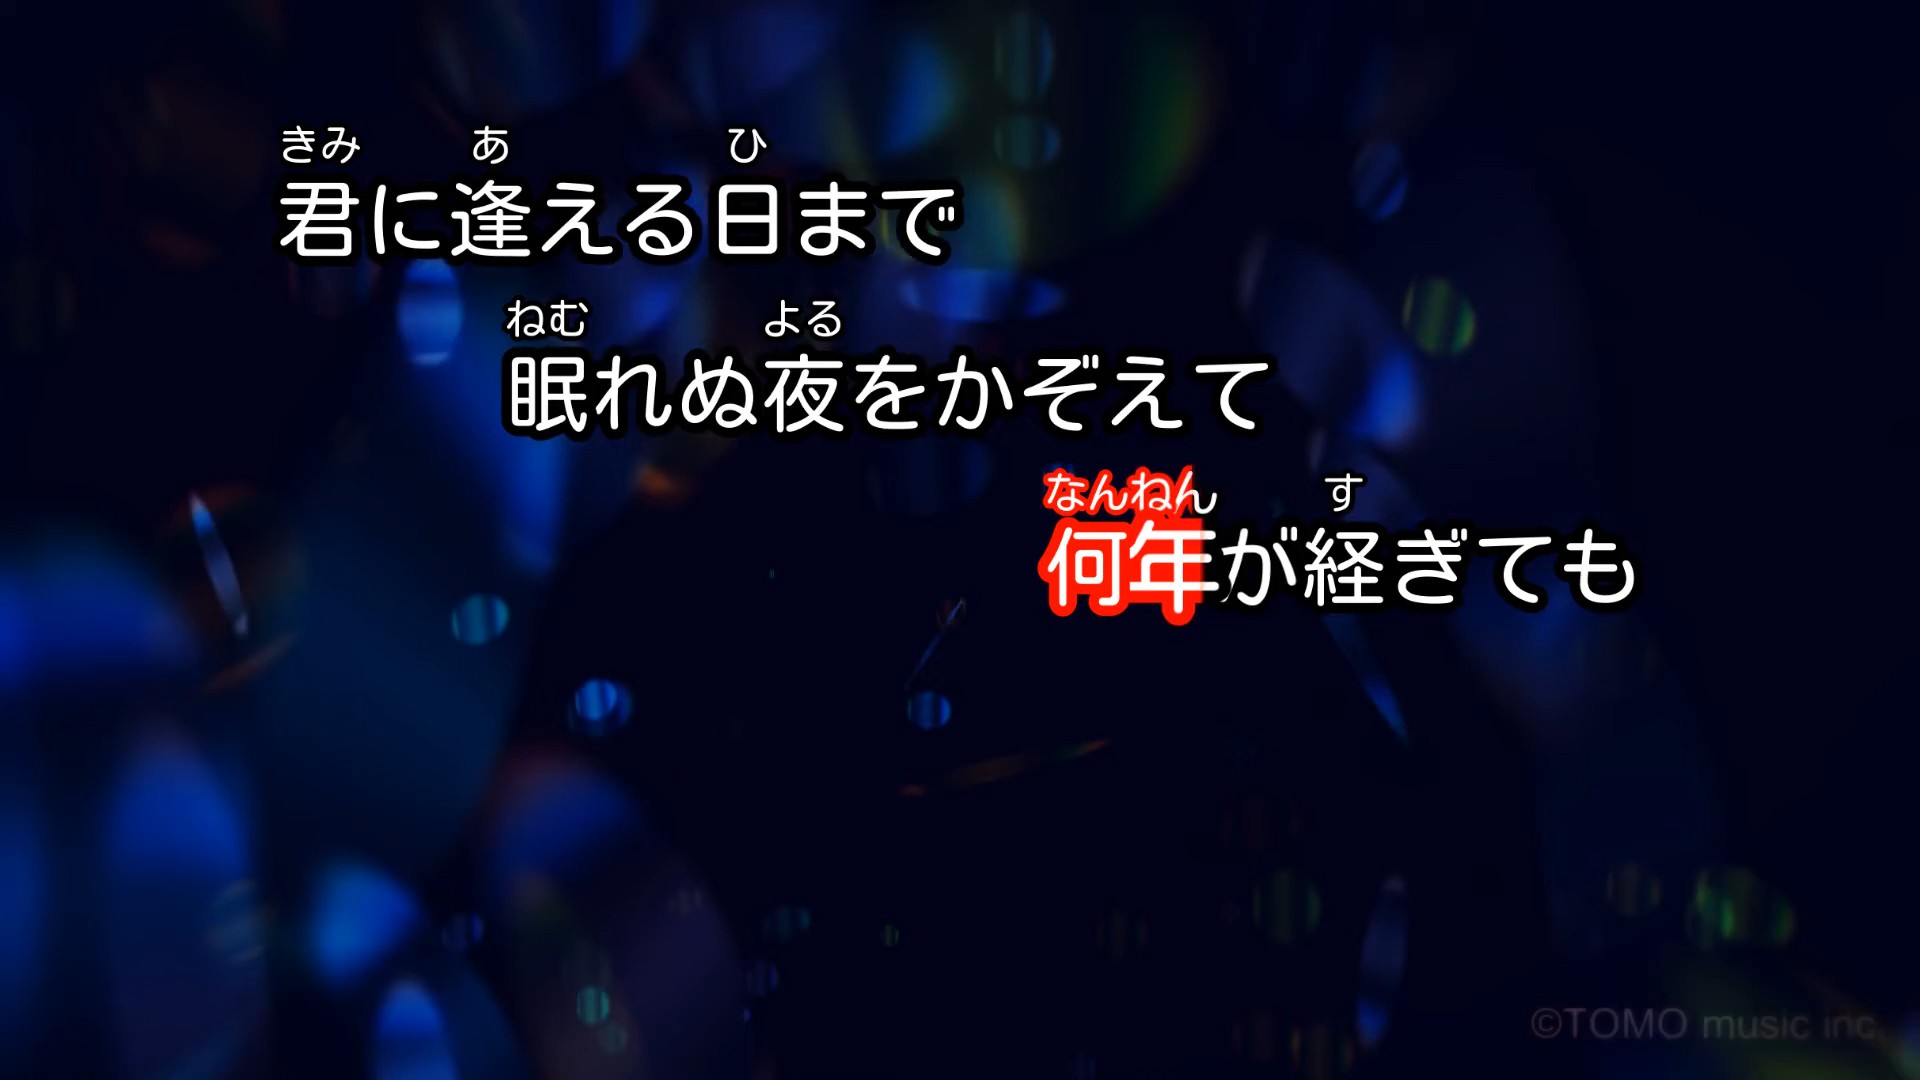 きみ あ ひ
君に逢える日まで
ねむ よる
眠れぬ夜をかぞえて
なんねん す
何年が経ぎても
©TOMO music inc.